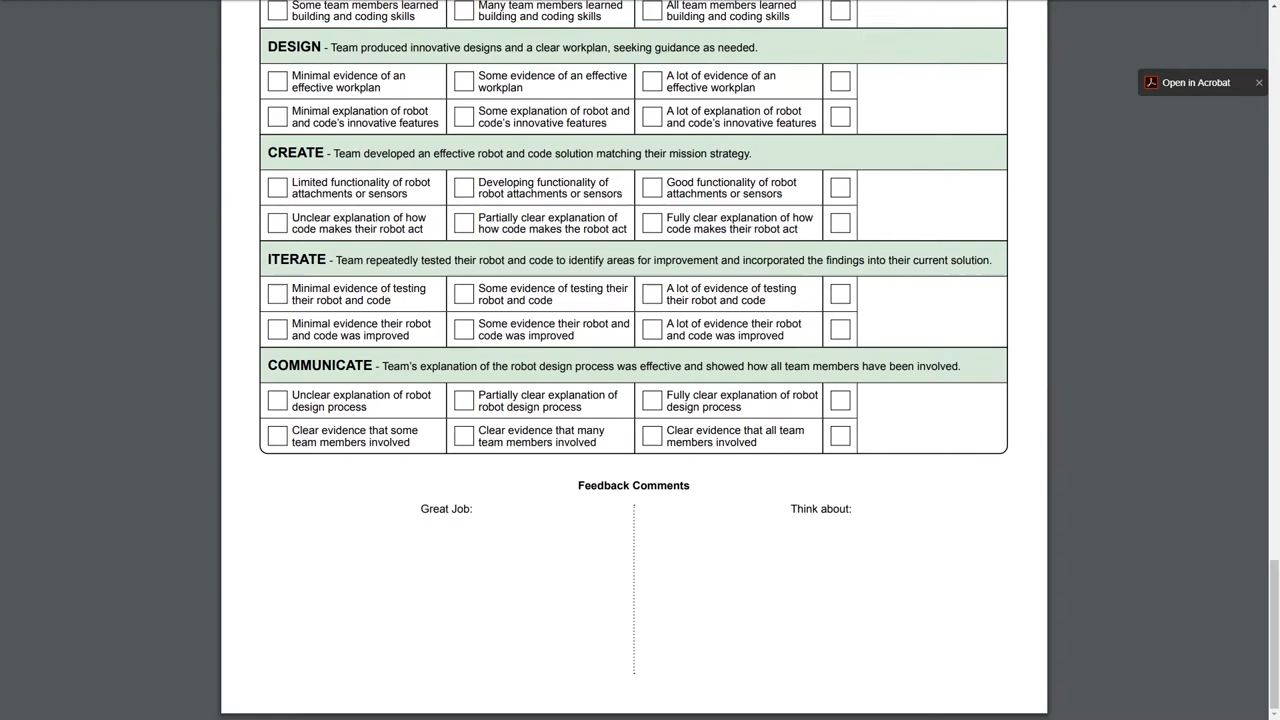 Some team members learned
building and coding skills
Many team members learned
building and coding skills
All team members learned
building and coding skills
DESIGN - Team produced innovative designs and a clear workplan, seeking guidance as needed.
Minimal evidence of an
effective workplan
Some evidence of an effective
workplan
A lot of evidence of an
effective workplan
Minimal explanation of robot
and code’s innovative features
Some explanation of robot and
code’s innovative features
A lot of explanation of robot
and code’s innovative features
CREATE - Team developed an effective robot and code solution matching their mission strategy.
Limited functionality of robot
attachments or sensors
Developing functionality of
robot attachments or sensors
Good functionality of robot
attachments or sensors
Unclear explanation of how
code makes their robot act
Partially clear explanation of
how code makes the robot act
Fully clear explanation of how
code makes their robot act
ITERATE - Team repeatedly tested their robot and code to identify areas for improvement and incorporated the findings into their current solution.
Minimal evidence of testing
their robot and code
Some evidence of testing their
robot and code
A lot of evidence of testing
their robot and code
Minimal evidence their robot
and code was improved
Some evidence their robot and
code was improved
A lot of evidence their robot
and code was improved
COMMUNICATE - Team’s explanation of the robot design process was effective and showed how all team members have been involved.
Unclear explanation of robot
design process
Partially clear explanation of
robot design process
Fully clear explanation of robot
design process
Clear evidence that some
team members involved
Clear evidence that many
team members involved
Clear evidence that all team
members involved
Feedback Comments
Great Job:
Think about:
Open in Acrobat